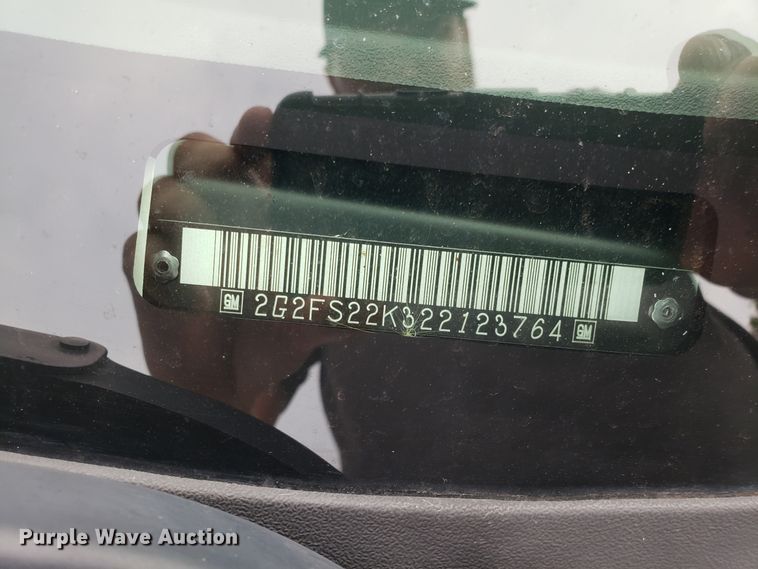 GM 2G2FS22K322123764 GM
Purple Wave Auction